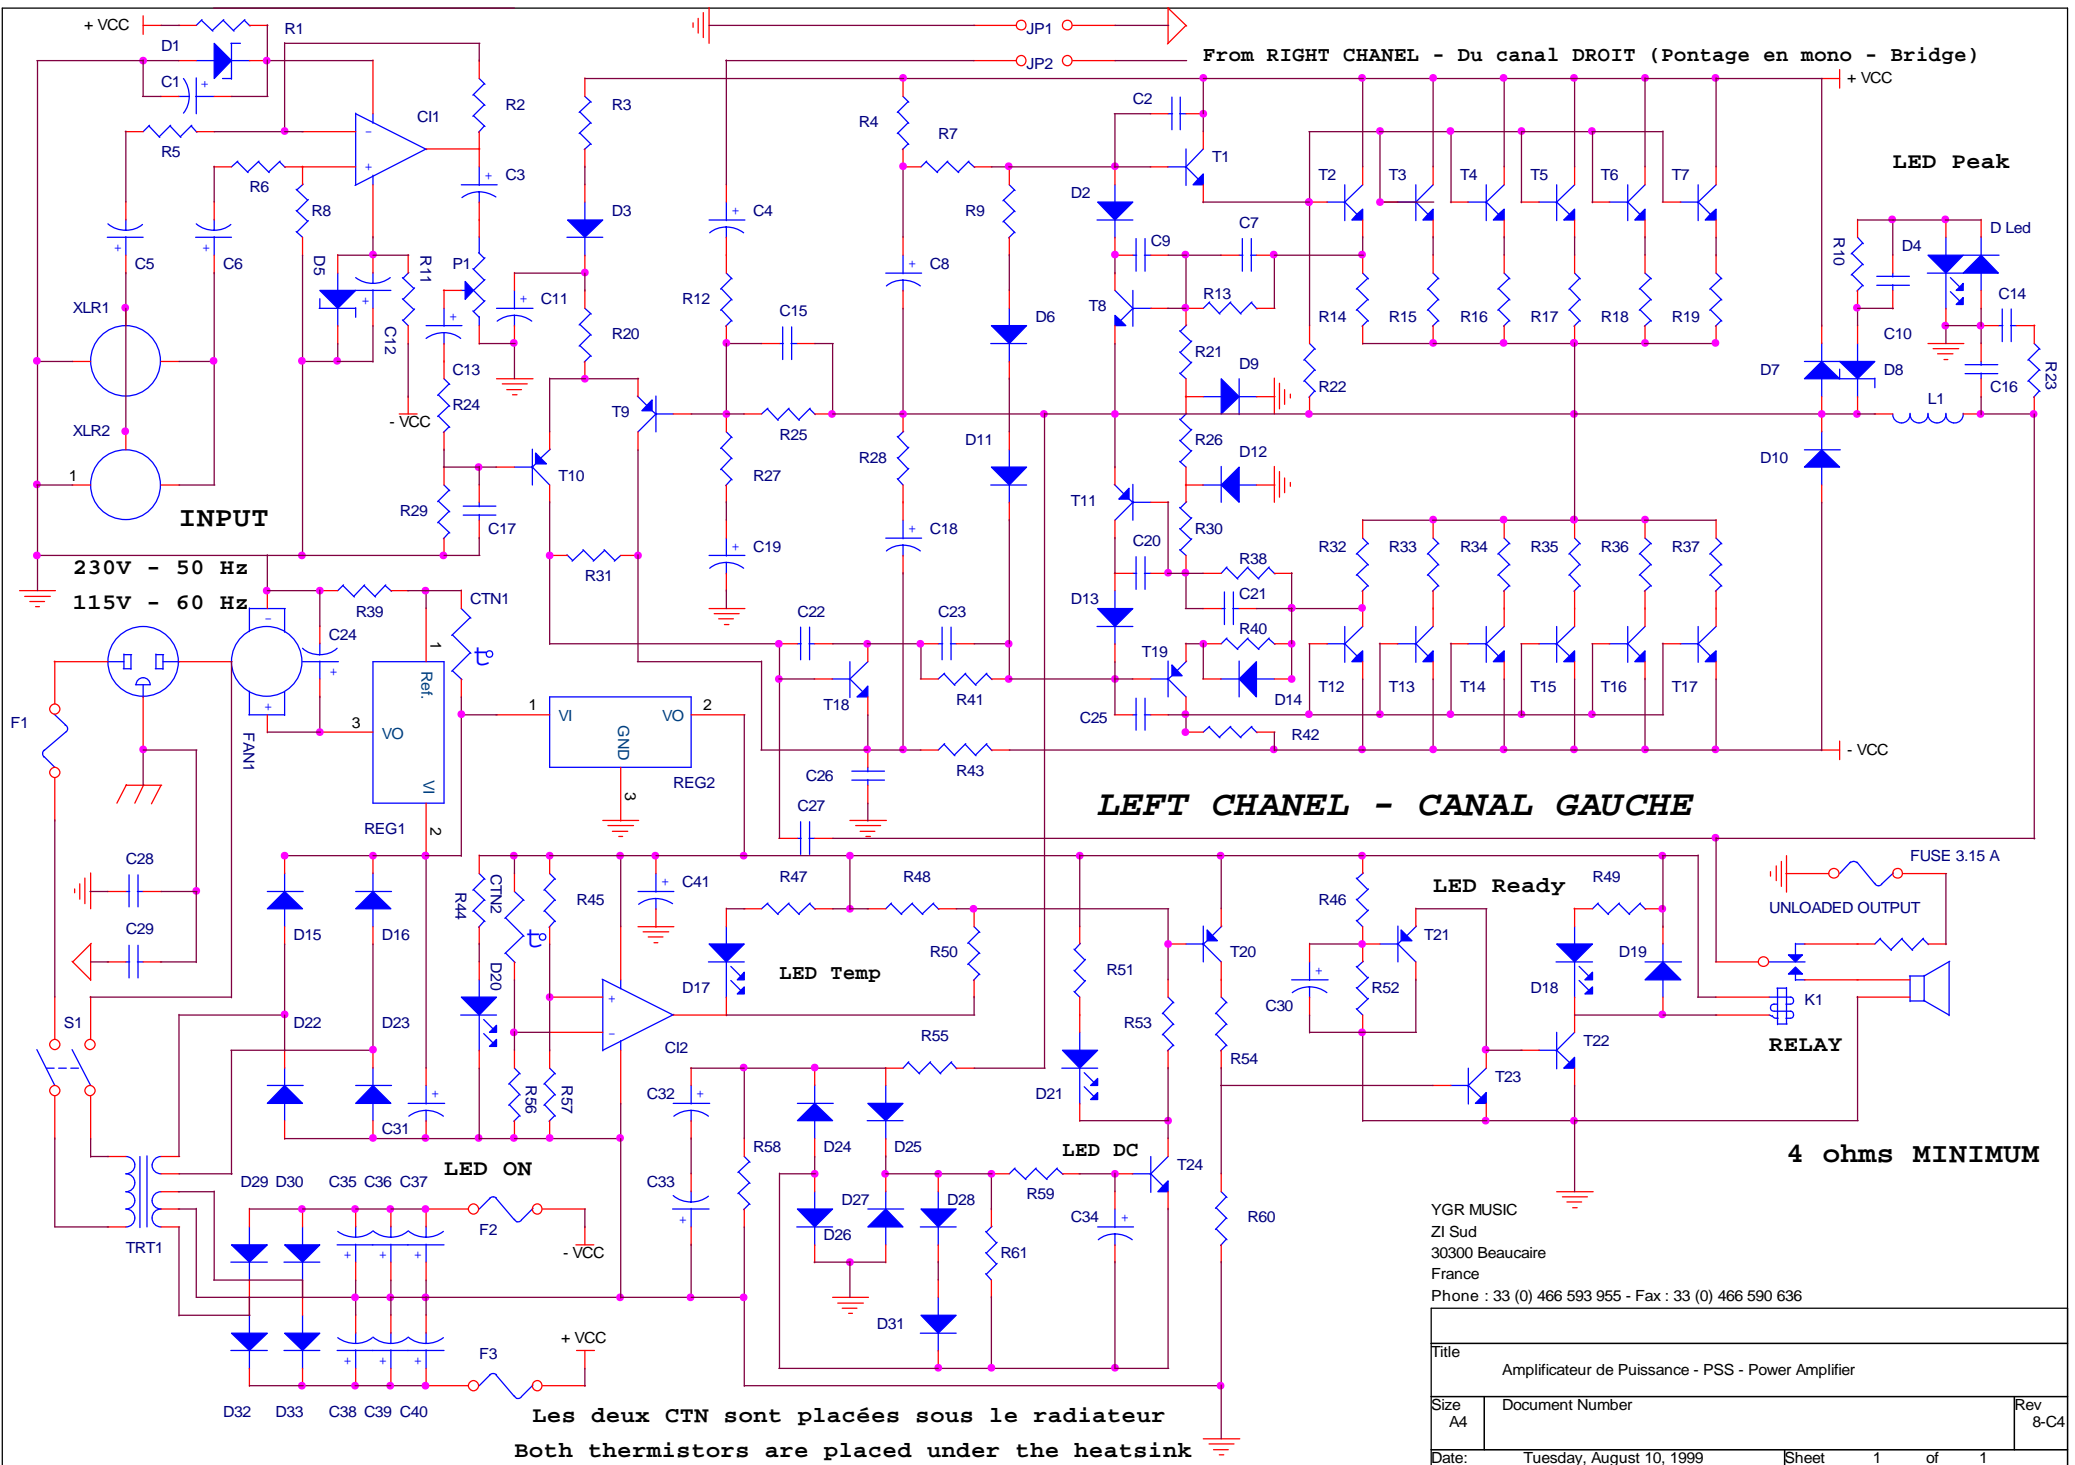 + VCC
R1
D1
C1
R5
R6
R8
CI1
R2
C3
R3
D3
JP1
JP2
From RIGHT CHANEL - Du canal DROIT (Pontage en mono - Bridge)
+ VCC
C2
R4
R7
T1
T2
T3
T4
T5
T6
T7
LED Peak
D2
R9
C4
C7
C9
C8
C5
C6
D5
R11
P1
C11
R12
C15
D6
T8
R13
R14
R15
R16
R17
R18
R19
R10
D4
D Led
C14
C10
XLR1
C12
C13
R20
R21
D9
R22
D7
D8
C16
R23
- VCC
R24
T9
R25
L1
XLR2
1
T10
R27
R28
D11
R26
D12
D10
INPUT
R29
C17
C19
C18
T11
R30
R31
C20
R38
R32
R33
R34
R35
R36
R37
230V - 50 Hz
115V - 60 Hz
R39
CTN1
C24
C22
C23
D13
C21
R40
T19
t°
1
Ref.
3
VO
VI
2
FAN1
REG1
F1
1
VI
VO
2
GND
3
REG2
T18
R41
D14
C25
R42
T12
T13
T14
T15
T16
T17
- VCC
C26
R43
C27
LEFT CHANEL - CANAL GAUCHE
C28
C29
D15
D16
R44
CTN2
t°
R45
C41
R47
R48
R46
LED Ready
R49
FUSE 3.15 A
UNLOADED OUTPUT
D20
D17
LED Temp
R50
R51
T20
T21
D19
C30
R52
D18
K1
RELAY
S1
D22
D23
CI2
R53
R54
R55
T22
T23
D21
C31
R56
R57
C32
R58
D24
D25
LED DC
T24
4 ohms MINIMUM
LED ON
TRT1
D29
D30
C35
C36
C37
F2
- VCC
C33
D27
D26
D28
R59
C34
R61
R60
D31
D32
D33
C38
C39
C40
F3
+ VCC
Les deux CTN sont placées sous le radiateur
Both thermistors are placed under the heatsink
YGR MUSIC
ZI Sud
30300 Beaucaire
France
Phone : 33 (0) 466 593 955 - Fax : 33 (0) 466 590 636
Title
Amplificateur de Puissance - PSS - Power Amplifier
Size
A4
Document Number
Rev
8-C4
Date:
Tuesday, August 10, 1999
Sheet
1
of
1